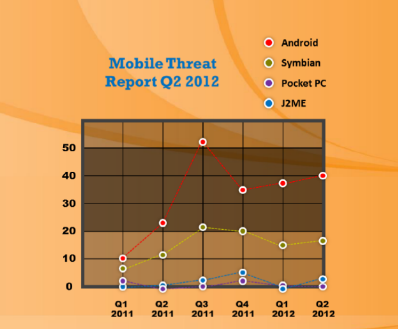 Mobile Threat
Report Q2 2012
Android
Symbian
Pocket PC
J2ME
50
40
30
20
10
0
Q1 Q2 Q3 Q4 Q1 Q2
2011 2011 2011 2011 2012 2012